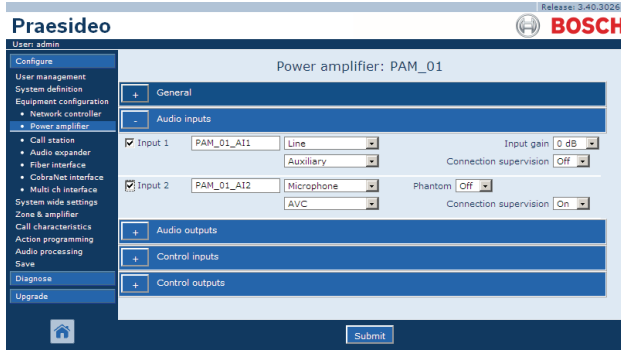 Release: 3.40.3026
Praesideo
BOSCH
User: admin
Configure
User management
System definition
Equipment configuration
• Network controller
• Power amplifier
• Call station
• Audio expander
• Fiber interface
• CobraNet interface
• Multi ch interface
System wide settings
Zone & amplifier
Call characteristics
Action programming
Audio processing
Save
Diagnose
Upgrade
Power amplifier: PAM_01
+ General
- Audio inputs
Input 1 PAM_01_AI1 Line Input gain 0 dB
Auxiliary Connection supervision Off
Input 2 PAM_01_AI2 Microphone Phantom Off
AVC Connection supervision On
+ Audio outputs
+ Control inputs
+ Control outputs
Submit